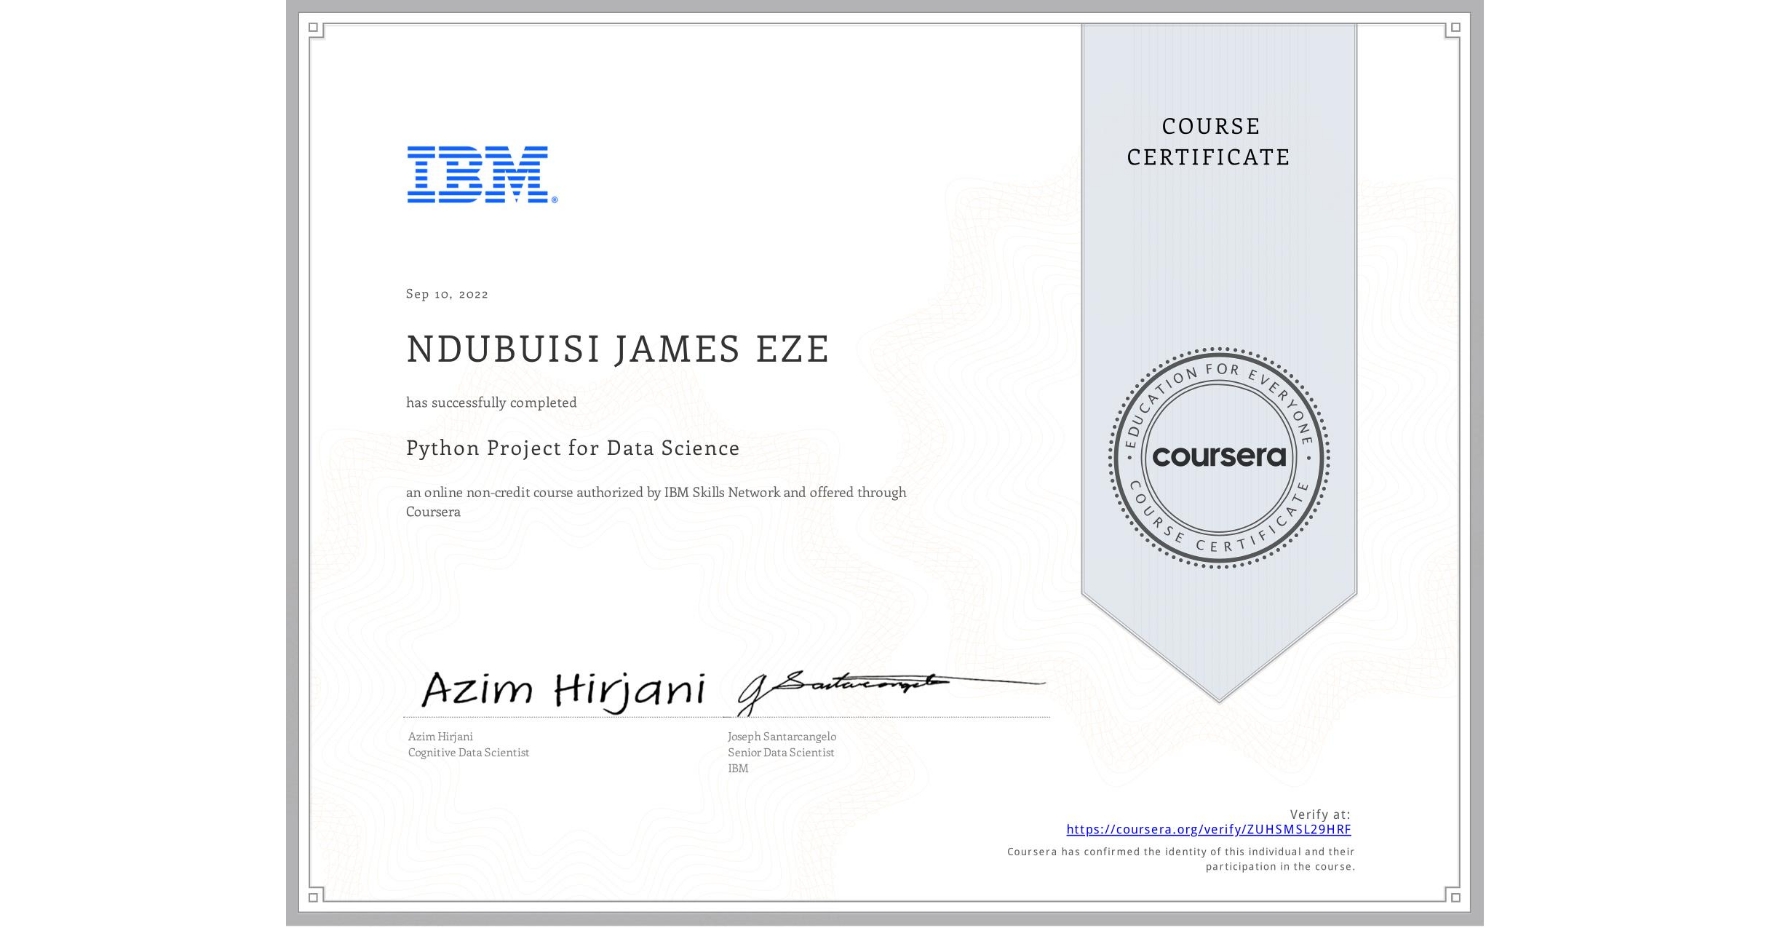 COURSE
CERTIFICATE
IBM®
Sep 10, 2022
NDUBUISI JAMES EZE
has successfully completed
Python Project for Data Science
an online non-credit course authorized by IBM Skills Network and offered through
Coursera
EDUCATION FOR EVERYONE
coursera
COURSE CERTIFICATE
Azim Hirjani
J Santarcangelo
Azim Hirjani
Cognitive Data Scientist
Joseph Santarcangelo
Senior Data Scientist
IBM
Verify at:
https://coursera.org/verify/ZUHSMSL29HRF
Coursera has confirmed the identity of this individual and their
participation in the course.